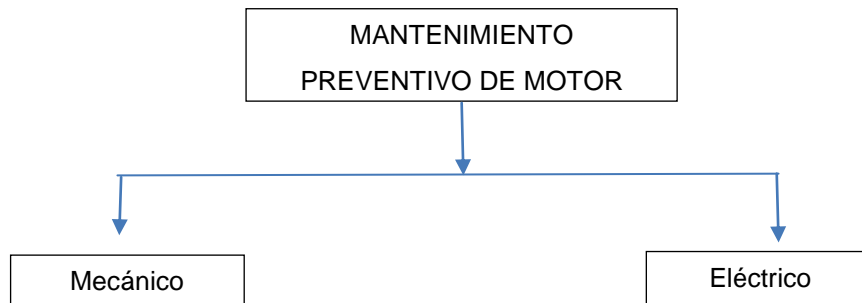 MANTENIMIENTO
PREVENTIVO DE MOTOR
Mecánico
Eléctrico